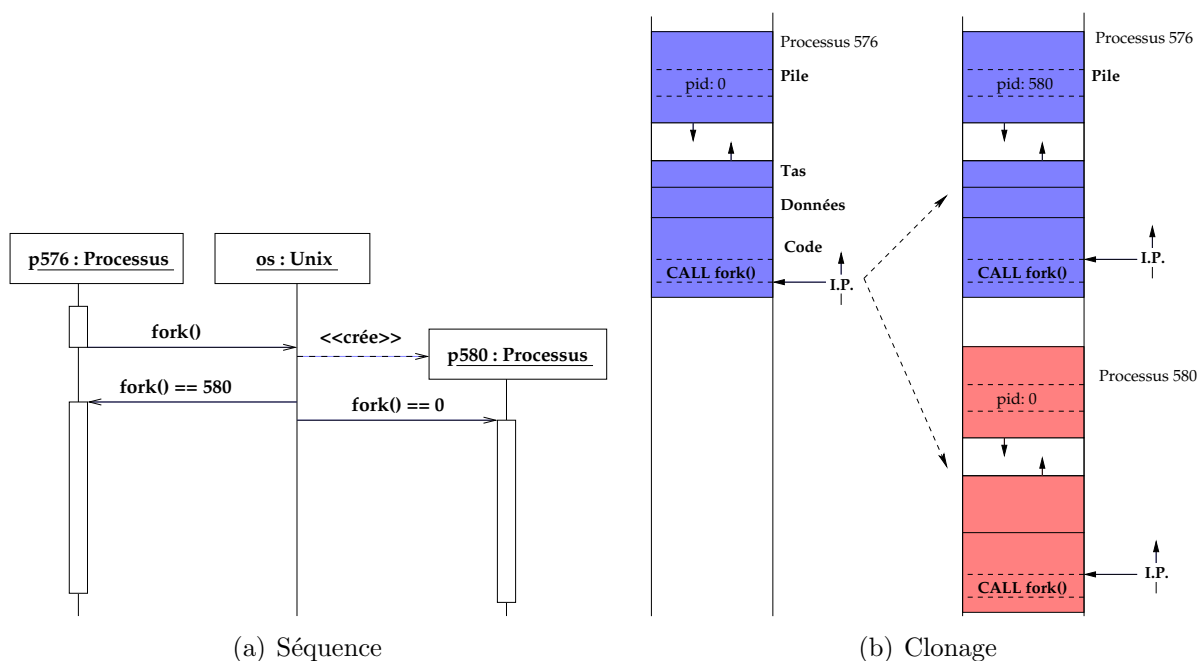 p576 : Processus
os : Unix
fork()
<<crée>>
p580 : Processus
fork() == 580
fork() == 0
(a) Séquence
Processus 576
Pile
pid: 0
Tas
Données
Code
CALL fork()
I.P.
Processus 576
Pile
pid: 580
CALL fork()
I.P.
Processus 580
pid: 0
CALL fork()
I.P.
(b) Clonage